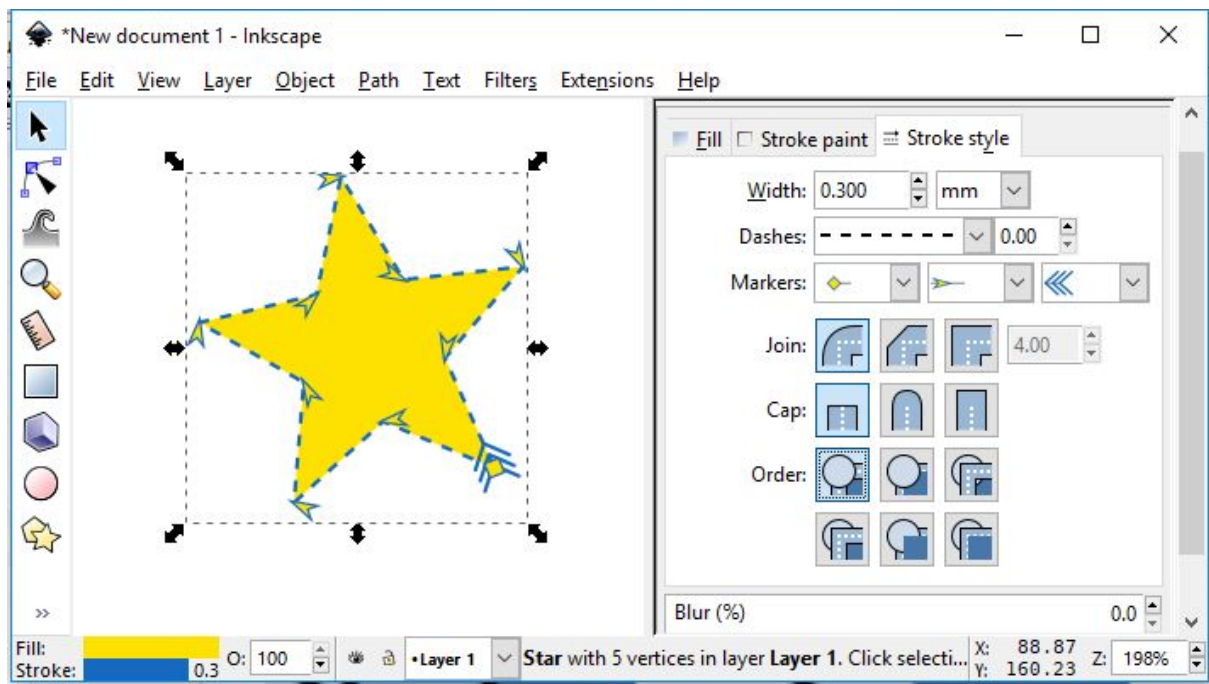 *New document 1 - Inkscape
File Edit View Layer Object Path Text Filters Extensions Help
Fill Stroke paint Stroke style
Width: 0.300 mm
Dashes: 0.00
Markers:
Join: 4.00
Cap:
Order:
Blur (%) 0.0
Fill:
Stroke: 0.3 O: 100 •Layer 1 Star with 5 vertices in layer Layer 1. Click selecti... X: 88.87 Z: 198%
Y: 160.23